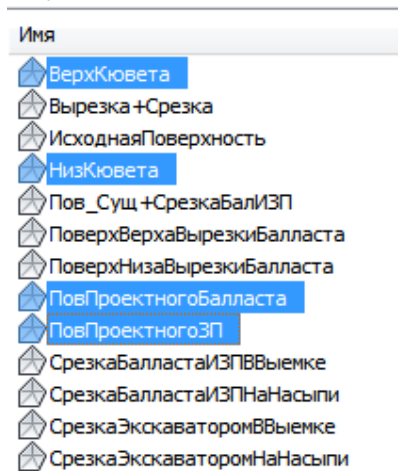 Имя
ВерхКювета
Вырезка+Срезка
ИсходнаяПоверхность
НизКювета
Пов_Сущ+СрезкаБалИЗП
ПоверхВерхаВырезкиБалласта
ПоверхНизаВырезкиБалласта
ПовПроектногоБалласта
ПовПроектногоЗП
СрезкаБалластаИЗПВВыемке
СрезкаБалластаИЗПНаНасыпи
СрезкаЭкскаваторомВВыемке
СрезкаЭкскаваторомНаНасыпи